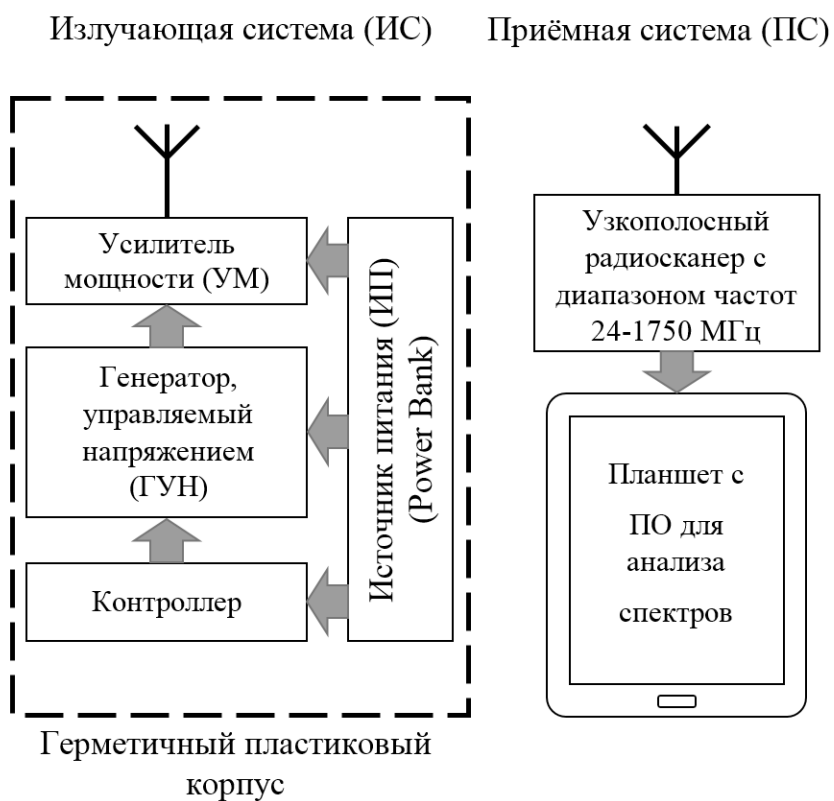 Излучающая система (ИС)
Приёмная система (ПС)
Усилитель
мощности (УМ)
Генератор,
управляемый
напряжением
(ГУН)
Контроллер
Источник питания (ИП)
(Power Bank)
Герметичный пластиковый
корпус
Узкополосный
радиосканер с
диапазоном частот
24-1750 МГц
Планшет с
ПО для
анализа
спектров